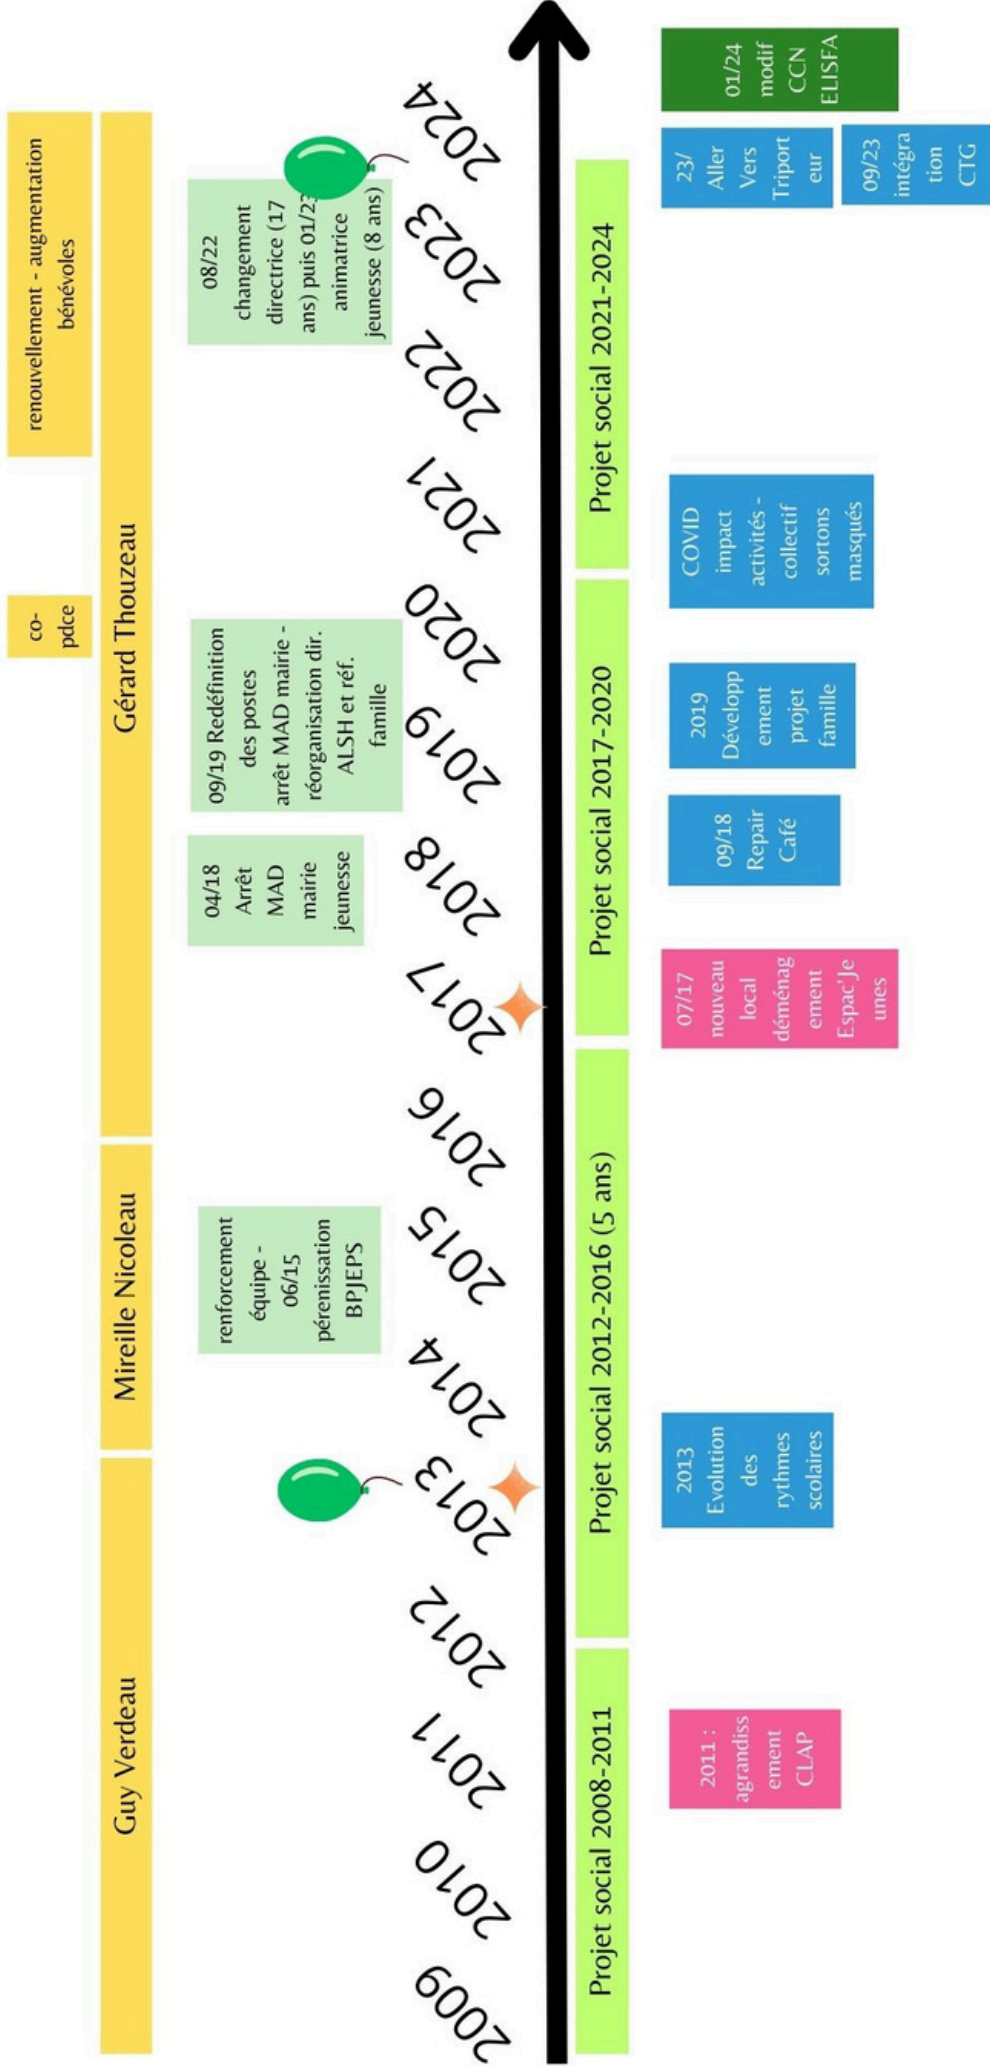 co-
pdce
renouvellement - augmentation
bénévoles
Guy Verdeau
Mireille Nicoleau
Gérard Thouzeau
renforcement
équipe -
06/15
pérenissation
BPJEPS
04/18
Arrêt
MAD
mairie
jeunesse
09/19 Redéfinition
des postes
arrêt MAD mairie -
réorganisation dir.
ALSH et réf.
famille
08/22
changement
directrice (17
ans) puis 01/23
animatrice
jeunesse (8 ans)
2009
2010
2011
2012
2013
2014
2015
2016
2017
2018
2019
2020
2021
2022
2023
2024
Projet social 2008-2011
Projet social 2012-2016 (5 ans)
Projet social 2017-2020
Projet social 2021-2024
2011 :
agrandiss
ement
CLAP
2013
Evolution
des
rythmes
scolaires
07/17
nouveau
local
déménag
ement
Espac'Je
unes
09/18
Repair
Café
2019
Développ
ement
projet
famille
COVID
impact
activités -
collectif
sortons
masqués
23/
Aller
Vers
Triport
eur
09/23
intégra
tion
CTG
01/24
modif
CCN
ELISFA